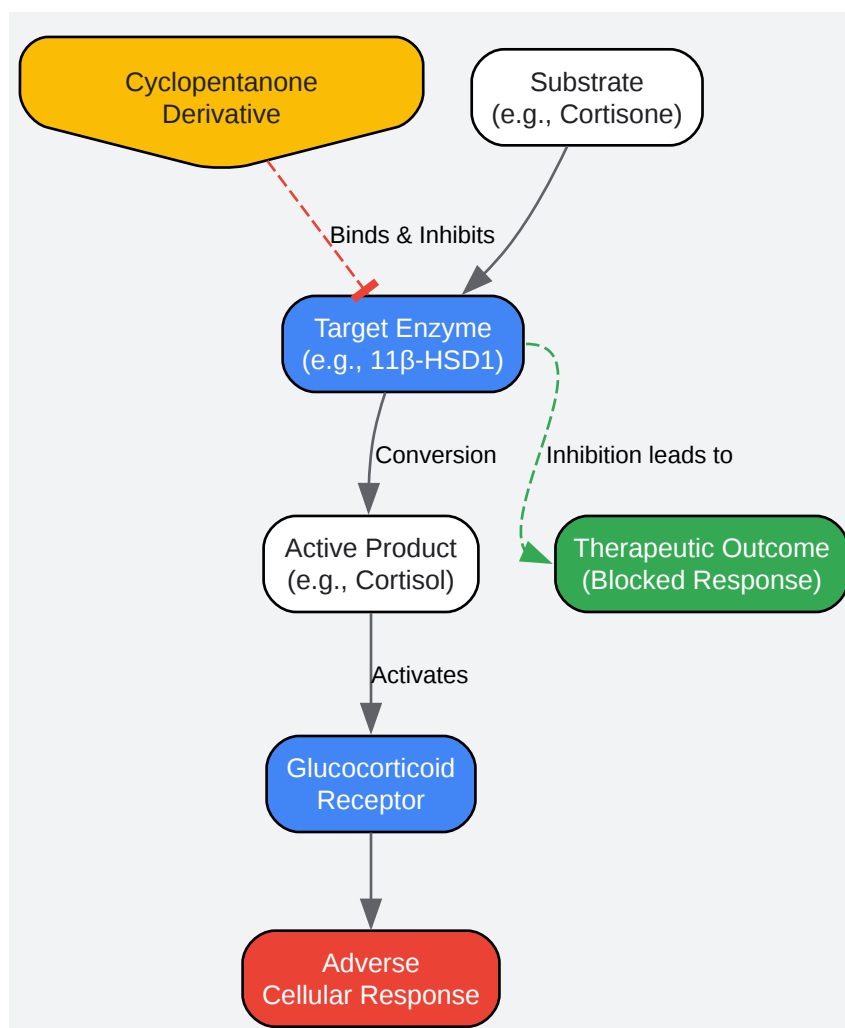 Cyclopentanone
Derivative
Substrate
(e.g., Cortisone)
Binds & Inhibits
Target Enzyme
(e.g., 11β-HSD1)
Conversion
Inhibition leads to
Active Product
(e.g., Cortisol)
Therapeutic Outcome
(Blocked Response)
Activates
Glucocorticoid
Receptor
Adverse
Cellular Response